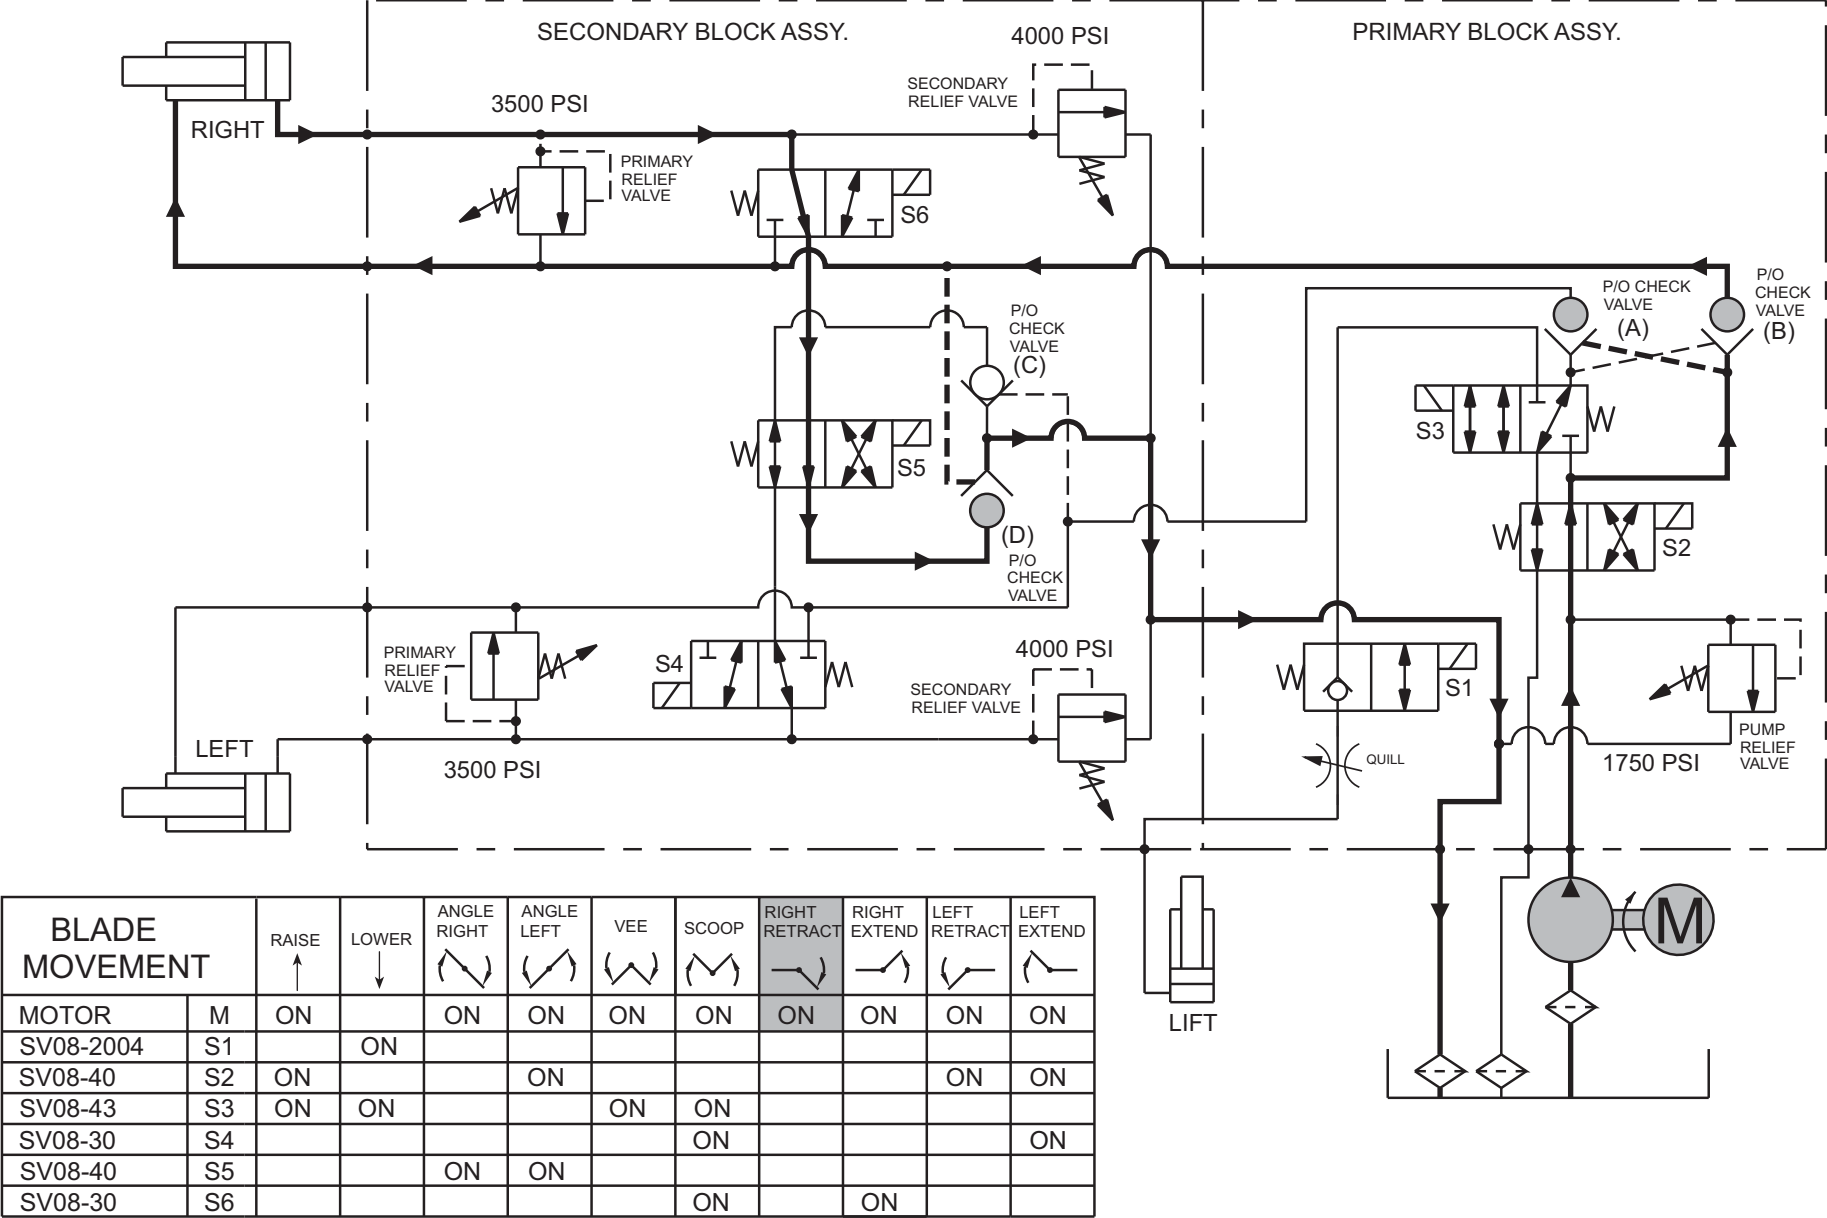 SECONDARY BLOCK ASSY.
PRIMARY BLOCK ASSY.
4000 PSI
SECONDARY
RELIEF VALVE
3500 PSI
RIGHT
PRIMARY
RELIEF
VALVE
S6
P/O
CHECK
VALVE
(C)
P/O CHECK
VALVE
(A)
P/O
CHECK
VALVE
(B)
S3
S5
(D)
P/O
CHECK
VALVE
S2
PRIMARY
RELIEF
VALVE
S4
4000 PSI
SECONDARY
RELIEF VALVE
S1
LEFT
3500 PSI
QUILL
1750 PSI
PUMP
RELIEF
VALVE
M
LIFT
BLADE
MOVEMENT
RAISE
LOWER
ANGLE
RIGHT
ANGLE
LEFT
VEE
SCOOP
RIGHT
RETRACT
RIGHT
EXTEND
LEFT
RETRACT
LEFT
EXTEND
MOTOR M ON ON ON ON ON ON ON ON ON
SV08-2004 S1 ON
SV08-40 S2 ON ON ON ON
SV08-43 S3 ON ON ON ON
SV08-30 S4 ON ON
SV08-40 S5 ON ON
SV08-30 S6 ON ON